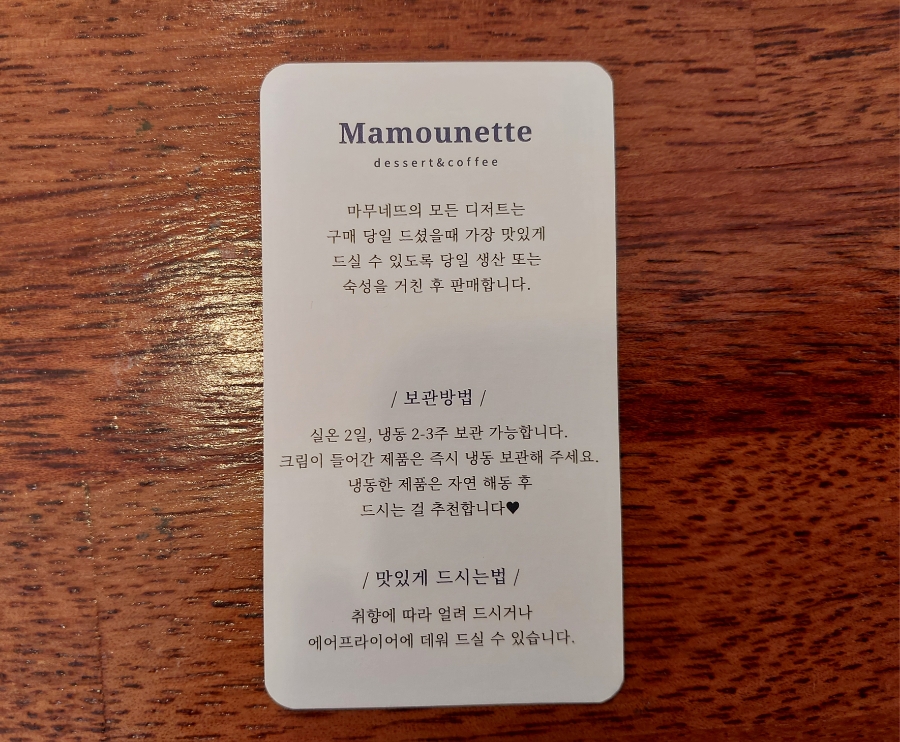 Mamounette
dessert&coffee
마무네뜨의 모든 디저트는
구매 당일 드셨을때 가장 맛있게
드실 수 있도록 당일 생산 또는
숙성을 거친 후 판매합니다.
/ 보관방법 /
실온 2일, 냉동 2-3주 보관 가능합니다.
크림이 들어간 제품은 즉시 냉동 보관해 주세요.
냉동한 제품은 자연 해동 후
드시는 걸 추천합니다♥
/ 맛있게 드시는법 /
취향에 따라 얼려 드시거나
에어프라이어에 데워 드실 수 있습니다.